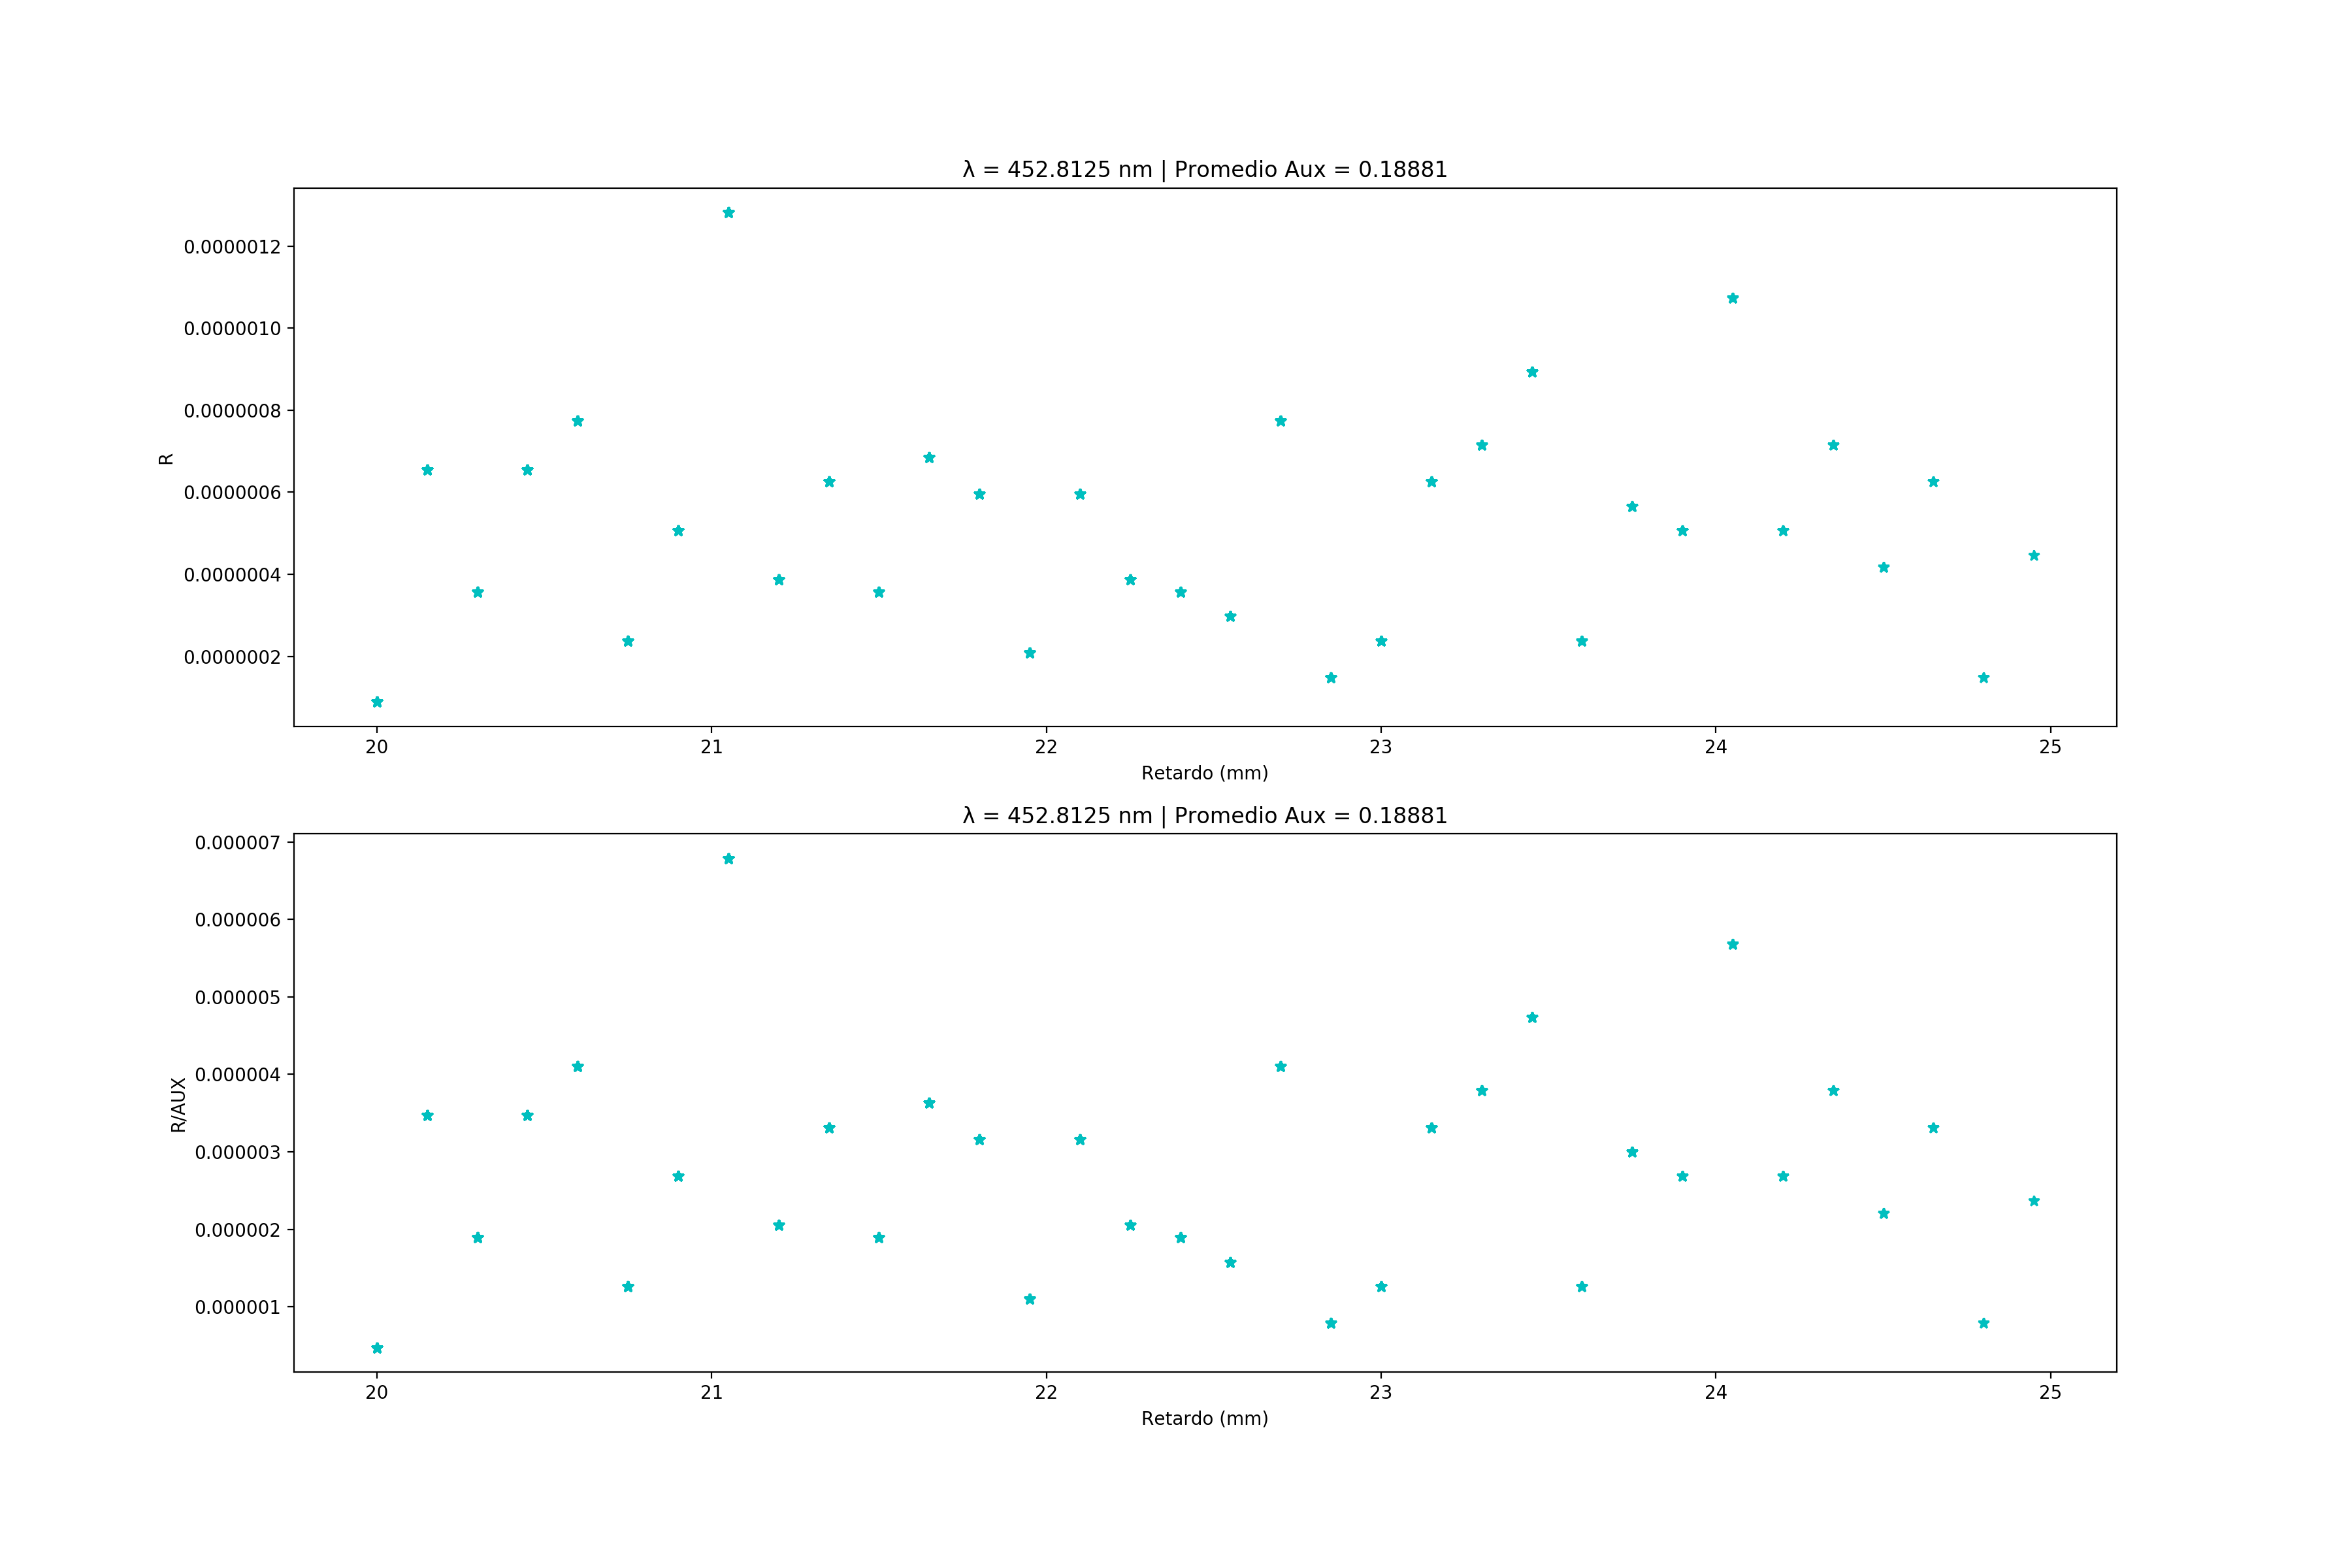 λ = 452.8125 nm | Promedio Aux = 0.18881
0.0000012
0.0000010
0.0000008
0.0000006
0.0000004
0.0000002
R
20 21 22 23 24 25
Retardo (mm)
λ = 452.8125 nm | Promedio Aux = 0.18881
0.000007
0.000006
0.000005
0.000004
0.000003
0.000002
0.000001
R/AUX
20 21 22 23 24 25
Retardo (mm)